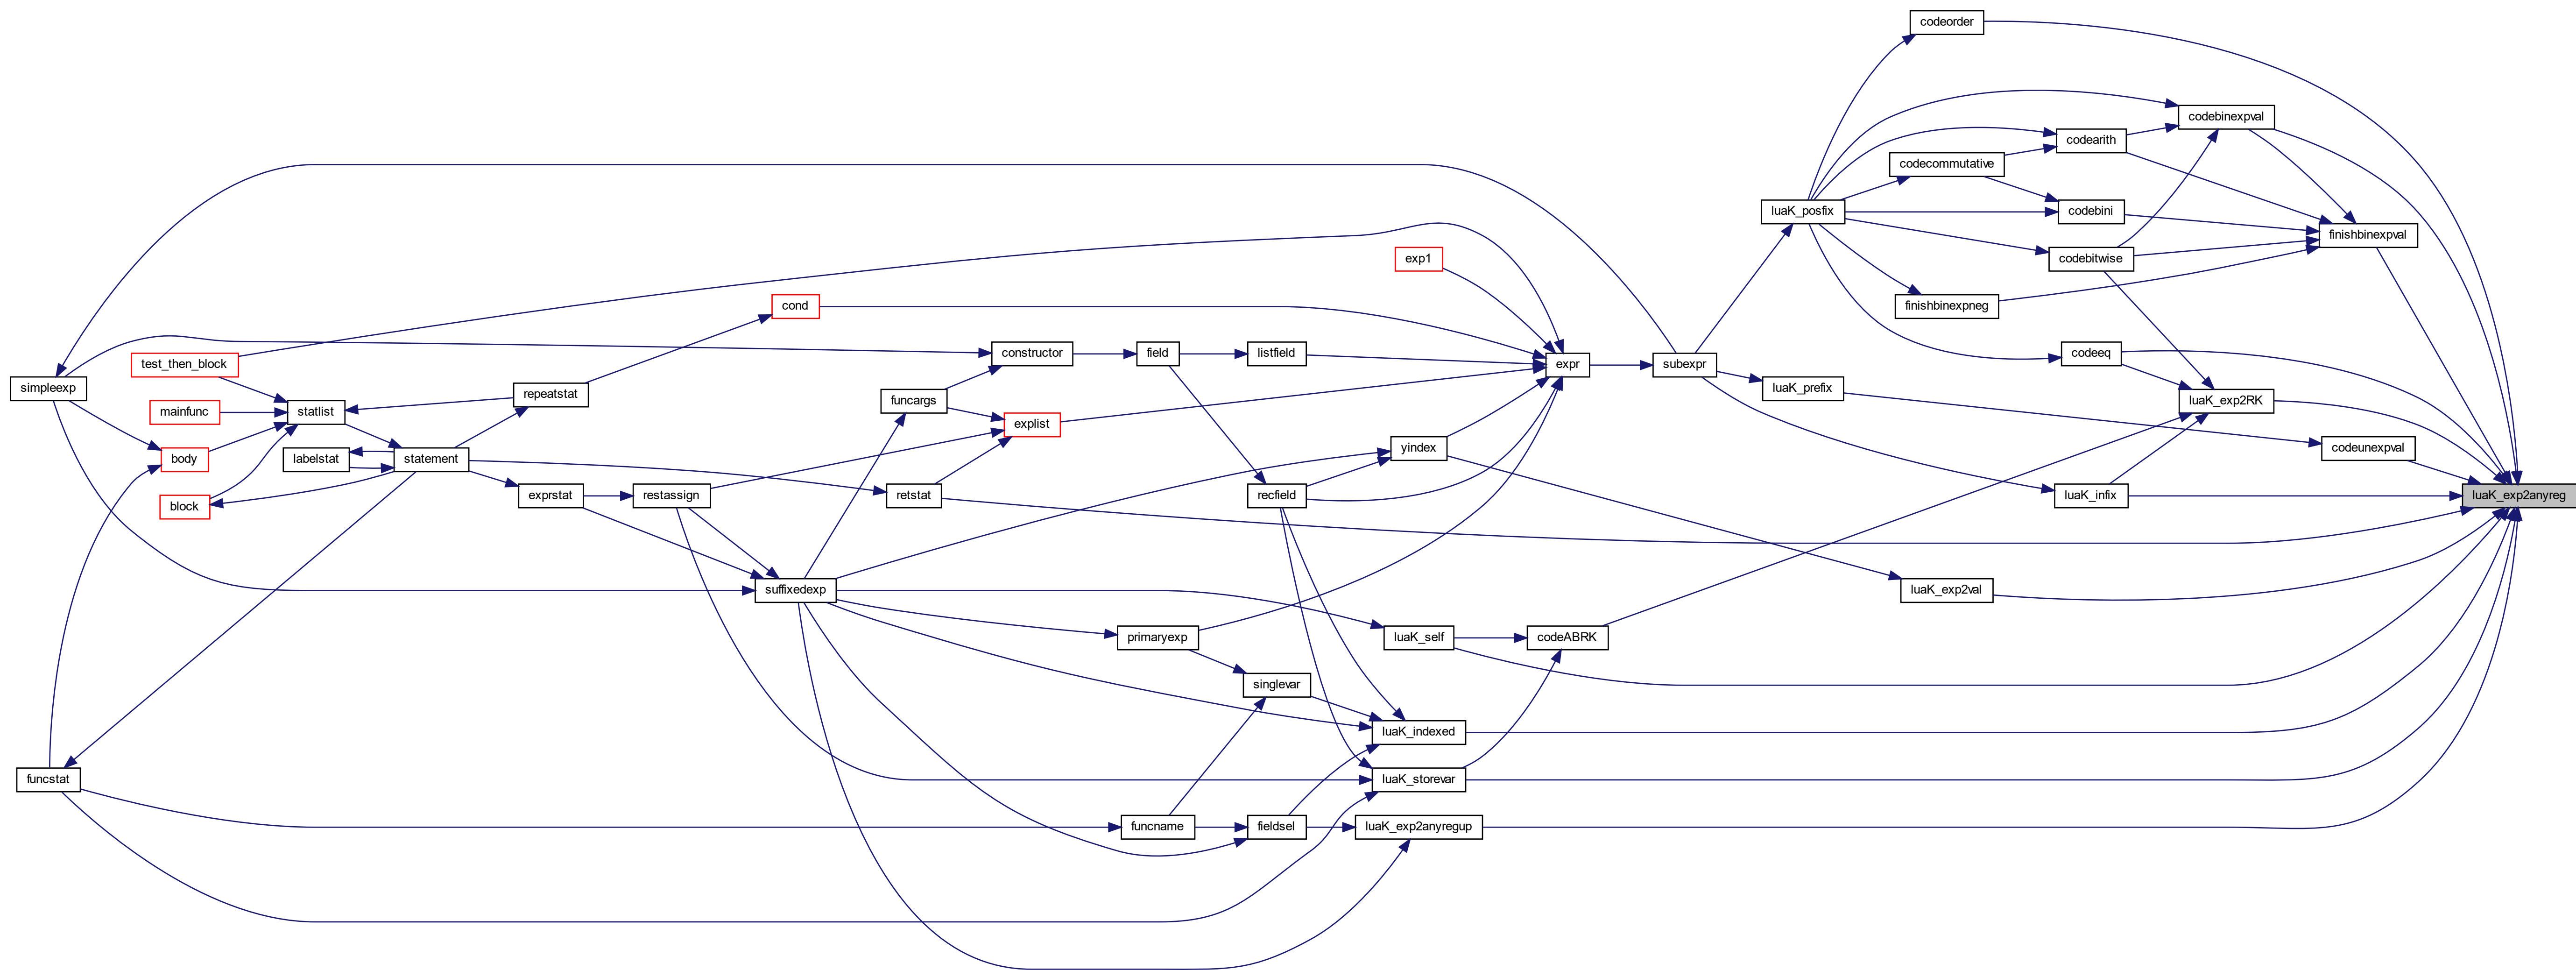 codeorder
codebinexpval
codearith
codecommutative
luaK_posfix
codebini
finishbinexpval
codebitwise
exp1
cond
finishbinexpneg
constructor
field
listfield
codeeq
test_then_block
expr
subexpr
simpleexp
repeatstat
luaK_prefix
funcargs
luaK_exp2RK
mainfunc
statlist
explist
yindex
codeunexpval
body
labelstat
statement
exprstat
restassign
retstat
recfield
luaK_infix
luaK_exp2anyreg
block
suffixedexp
luaK_exp2val
primaryexp
luaK_self
codeABRK
singlevar
luaK_indexed
funcstat
luaK_storevar
funcname
fieldsel
luaK_exp2anyregup